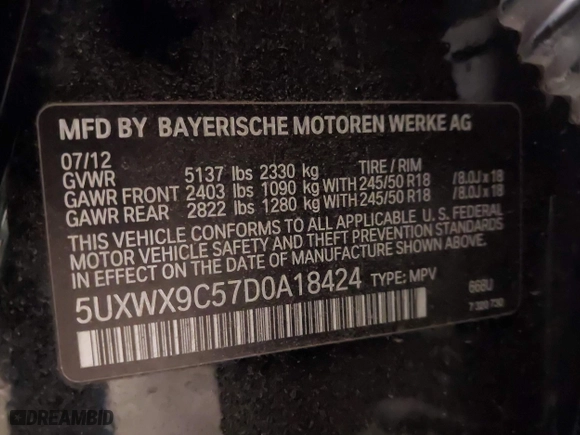 MFD BY BAYERISCHE MOTOREN WERKE AG
07/12
GVWR 5137 lbs 2330 kg TIRE / RIM
GAWR FRONT 2403 lbs 1090 kg WITH 245/50 R18 /8.0J x 18
GAWR REAR 2822 lbs 1280 kg WITH 245/50 R18 /8.0J x 18
THIS VEHICLE CONFORMS TO ALL APPLICABLE U. S. FEDERAL
MOTOR VEHICLE SAFETY AND THEFT PREVENTION STANDARDS
IN EFFECT ON THE DATE OF MANUFACTURE SHOWN ABOVE.
5UXWX9C57D0A18424 TYPE: MPV 668U
DREAMBID